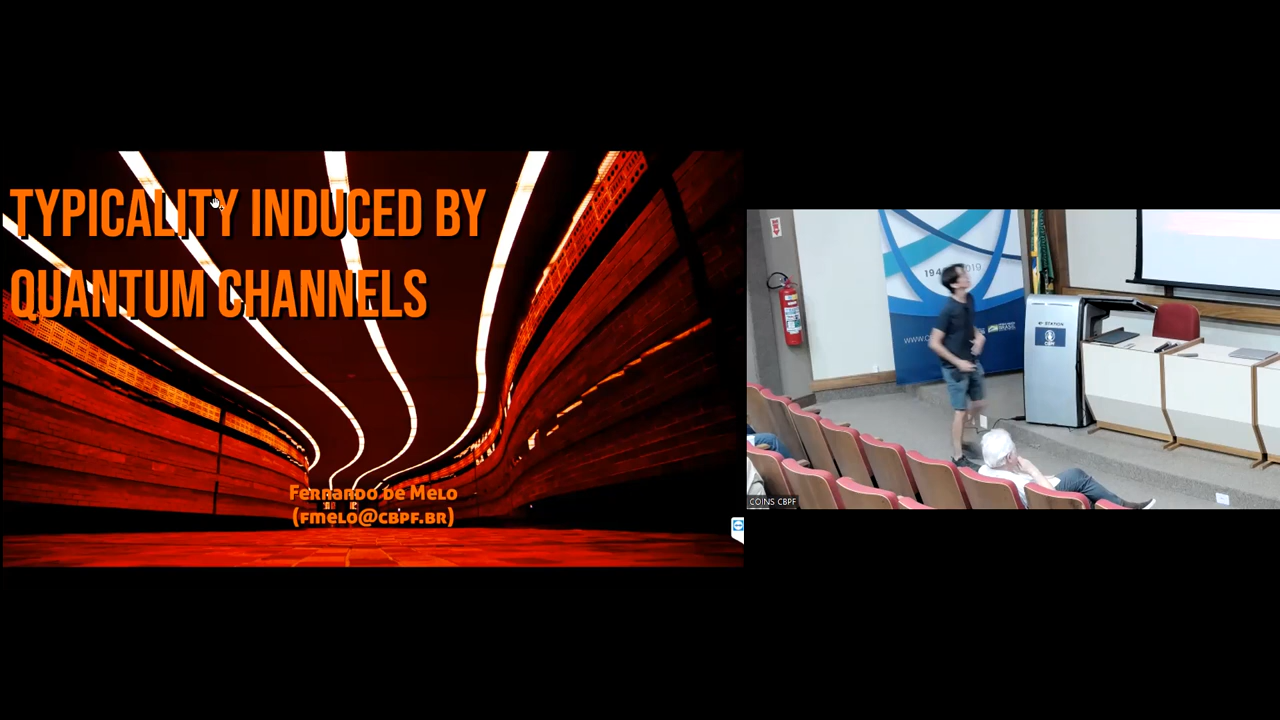 TYPICALITY INDUCED BY
QUANTUM CHANNELS
Fernando de Melo
(fmelo@cbpf.br)
COINS CBPF